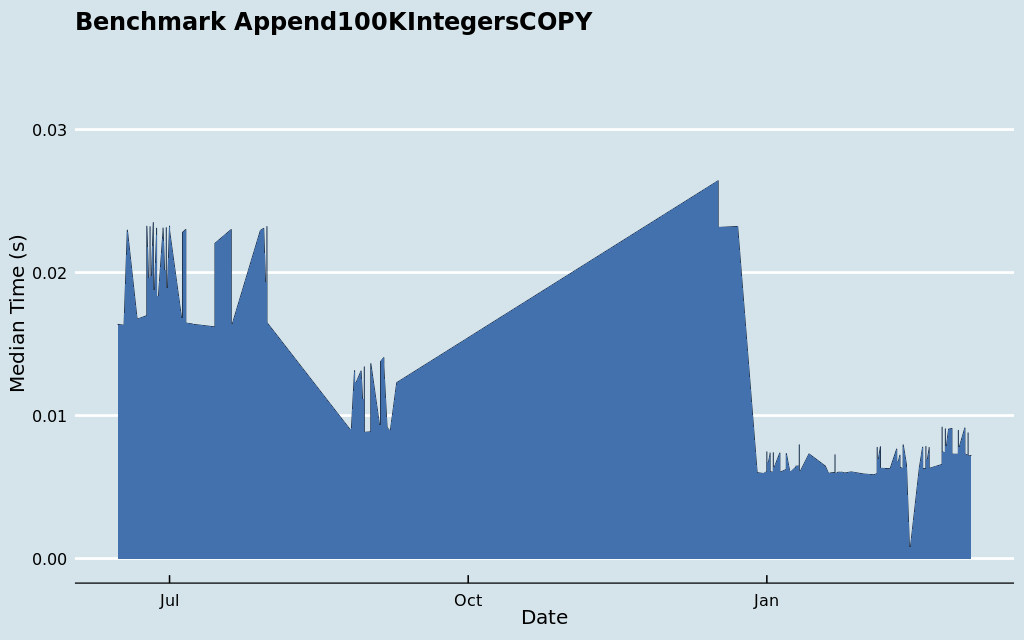 Benchmark Append100KIntegersCOPY
0.03
0.02
0.01
0.00
Median Time (s)
Jul
Oct
Jan
Date